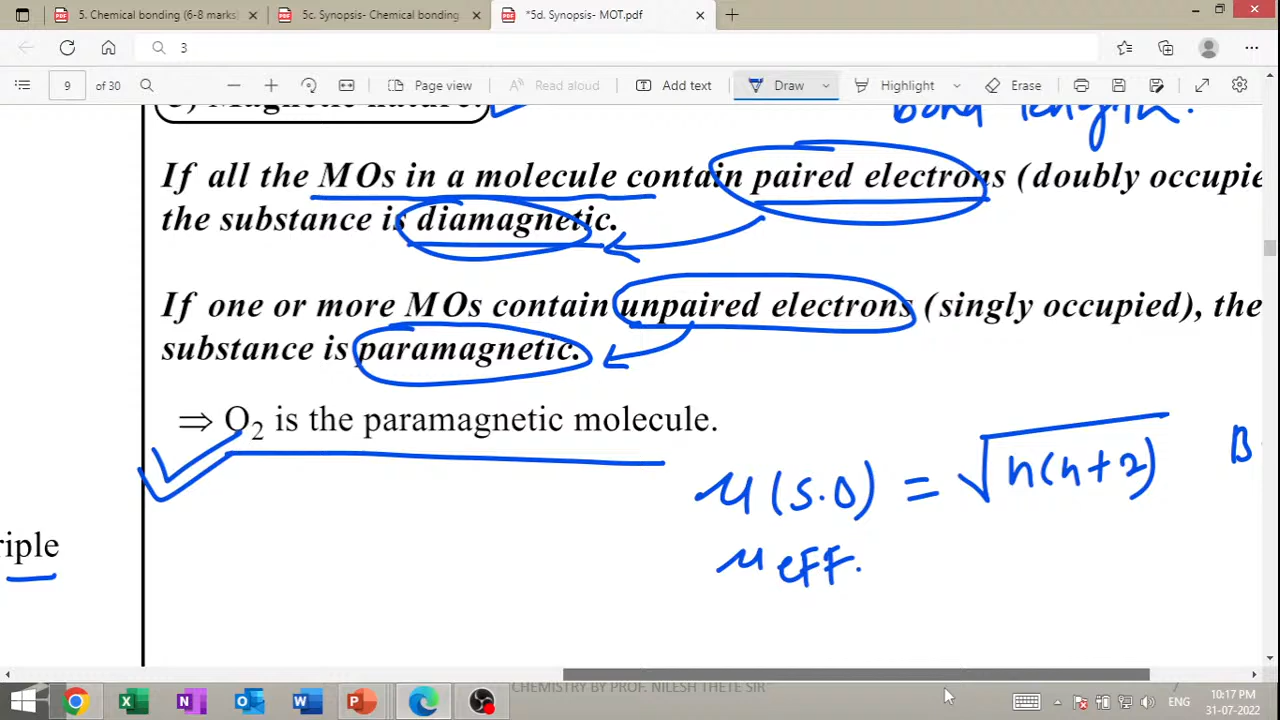 5. Chemical bonding (6-8 marks)
5c. Synopsis- Chemical bonding
*5d. Synopsis- MOT.pdf
3
9 of 30
Page view
Read aloud
Add text
Draw
Highlight
Erase
bond length.
If all the MOs in a molecule contain paired electrons (doubly occupie
the substance is diamagnetic.
If one or more MOs contain unpaired electrons (singly occupied), the
substance is paramagnetic.
⇒ O₂ is the paramagnetic molecule.
μ(S.O) = √n(n+2) B
μ eff.
riple
CHEMISTRY BY PROF. NILESH THETE SIR
7
ENG
10:17 PM
31-07-2022